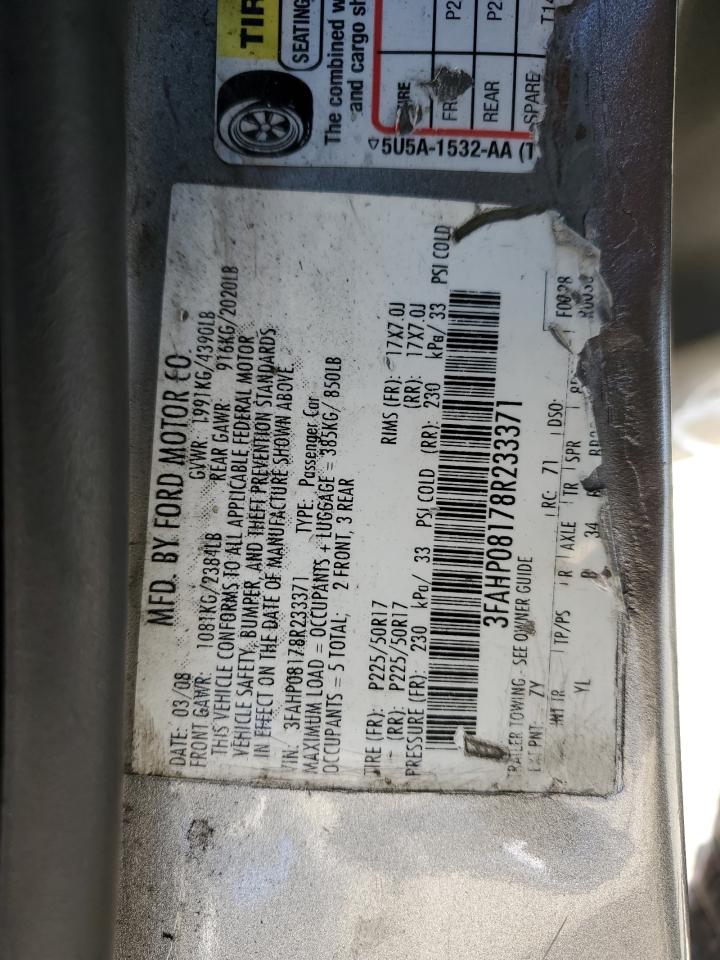 TIR
SEATING
The combined w
and cargo sh
FR
P2
REAR
P2
SPARE
T14
5U5A-1532-AA (T
MFD. BY FORD MOTOR CO.
DATE: 03/08 GVWR: 1991KG/4390LB
FRONT GAWR: 1081KG/2384LB REAR GAWR: 916KG/2020LB
THIS VEHICLE CONFORMS TO ALL APPLICABLE FEDERAL MOTOR
VEHICLE SAFETY, BUMPER, AND THEFT PREVENTION STANDARDS
IN EFFECT ON THE DATE OF MANUFACTURE SHOWN ABOVE.
VIN: 3FAHP08178R233371 TYPE: Passenger Car
MAXIMUM LOAD = OCCUPANTS + LUGGAGE = 385KG/ 850LB
OCCUPANTS = 5 TOTAL; 2 FRONT, 3 REAR
TIRE (FR): P225/50R17 RIMS (FR): 17X7.0J
(RR): P225/50R17 (RR): 17X7.0J
PRESSURE (FR): 230 kPa/ 33 PSI COLD (RR): 230 kPa/ 33 PSI COLD
3FAHP08178R233371
TRAILER TOWING - SEE OWNER GUIDE
EXT PNT: ZY RC: 71 DSO:
INT TR TP/PS R AXLE TR SPR
YL 34